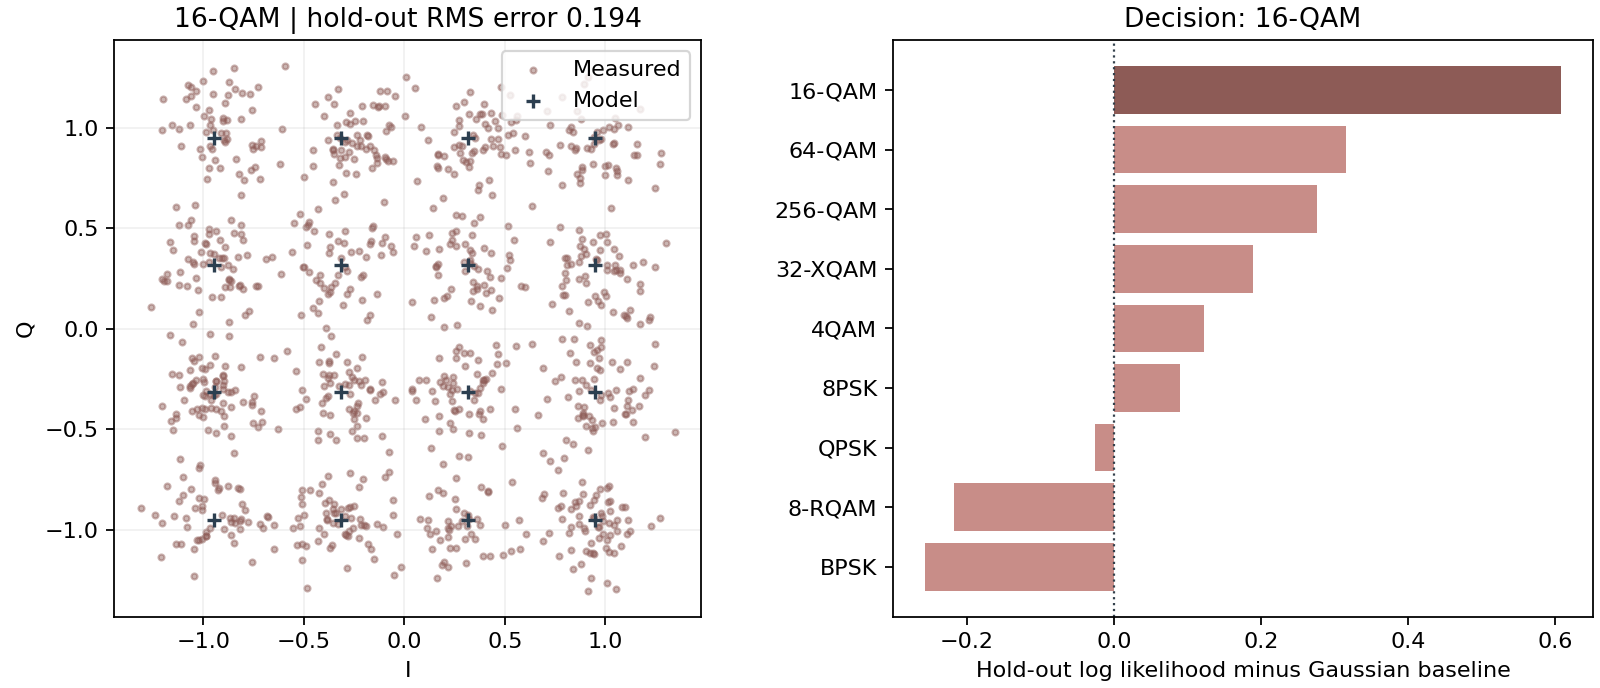 16-QAM | hold-out RMS error 0.194
Measured
Model
1.0
0.5
0.0
−0.5
−1.0
Q
−1.0
−0.5
0.0
0.5
1.0
I
Decision: 16-QAM
16-QAM
64-QAM
256-QAM
32-XQAM
4QAM
8PSK
QPSK
8-RQAM
BPSK
−0.2
0.0
0.2
0.4
0.6
Hold-out log likelihood minus Gaussian baseline